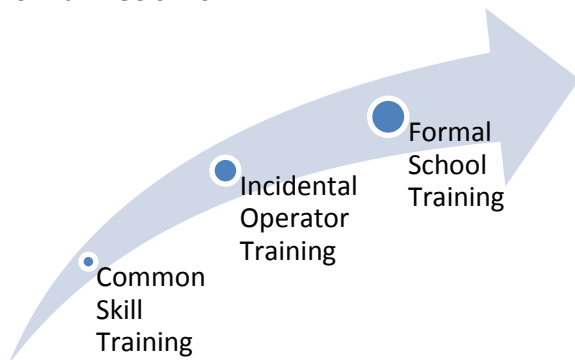 Formal
School
Training
Incidental
Operator
Training
Common
Skill
Training